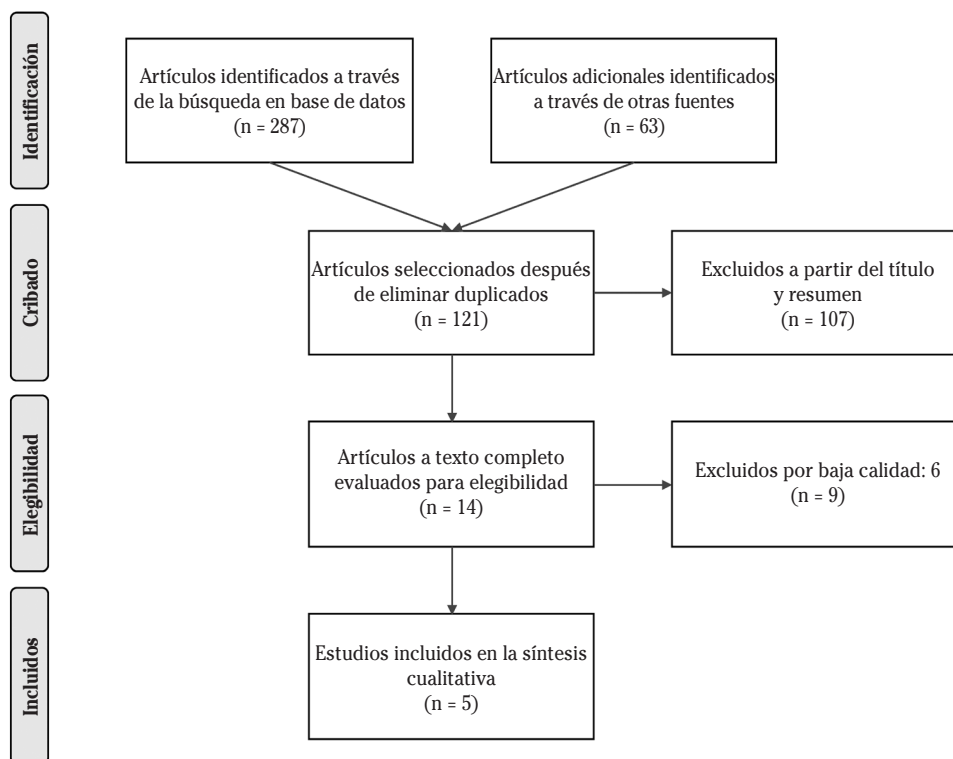 Identificación
Artículos identificados a través
de la búsqueda en base de datos
(n = 287)
Artículos adicionales identificados
a través de otras fuentes
(n = 63)
Cribado
Artículos seleccionados después
de eliminar duplicados
(n = 121)
Excluidos a partir del título
y resumen
(n = 107)
Elegibilidad
Artículos a texto completo
evaluados para elegibilidad
(n = 14)
Excluidos por baja calidad: 6
(n = 9)
Incluidos
Estudios incluidos en la síntesis
cualitativa
(n = 5)